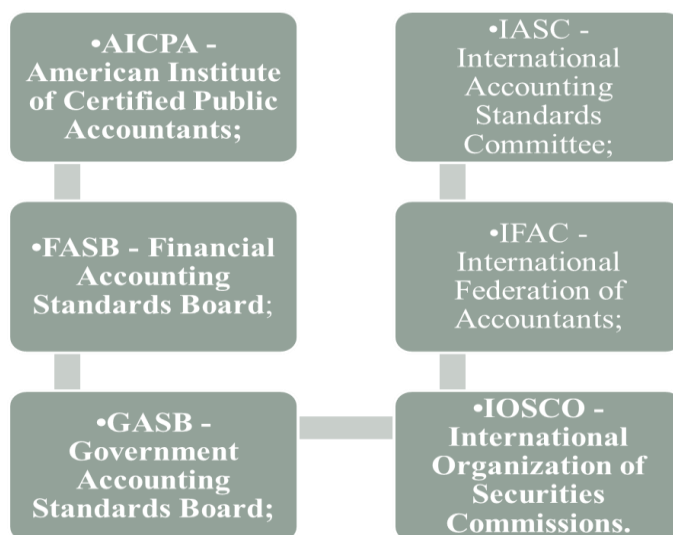 •AICPA -
American Institute
of Certified Public
Accountants;
•FASB - Financial
Accounting
Standards Board;
•GASB -
Government
Accounting
Standards Board;
•IOSCO -
International
Organization of
Securities
Commissions.
•IFAC -
International
Federation of
Accountants;
•IASC -
International
Accounting
Standards
Committee;